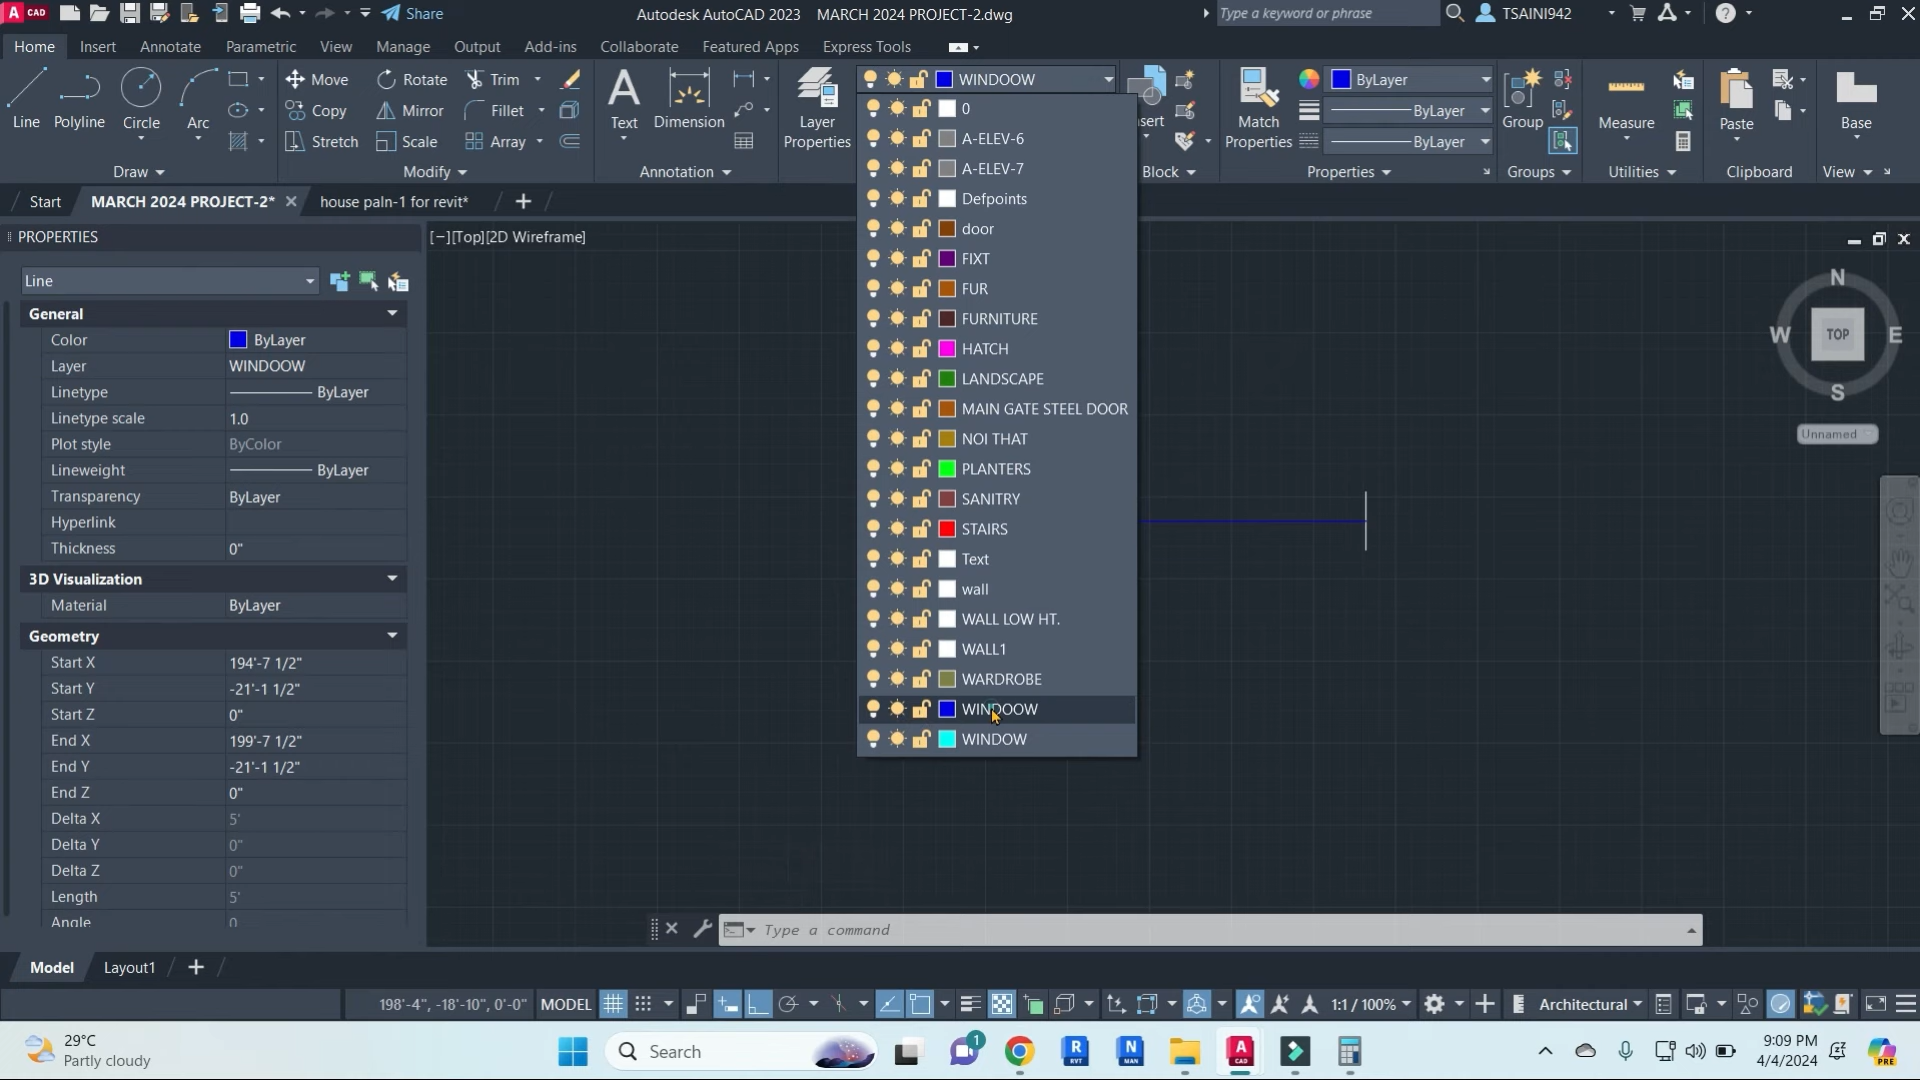 A CAD Share Autodesk AutoCAD 2023 MARCH 2024 PROJECT-2.dwg Type a keyword or phrase TSAINI942
Home Insert Annotate Parametric View Manage Output Add-ins Collaborate Featured Apps Express Tools
Line Polyline Circle Arc
Move Rotate Trim
Copy Mirror Fillet
Stretch Scale Array
Text Dimension
Layer Properties
WINDOOW
Match Properties
ByLayer
ByLayer
ByLayer
Group Measure Paste Base
Draw Modify Annotation Block Properties Groups Utilities Clipboard View
Start MARCH 2024 PROJECT-2* house paln-1 for revit*
PROPERTIES
[−][Top][2D Wireframe]
Line
General
Color ByLayer
Layer WINDOOW
Linetype ByLayer
Linetype scale 1.0
Plot style ByColor
Lineweight ByLayer
Transparency ByLayer
Hyperlink
Thickness 0"
3D Visualization
Material ByLayer
Geometry
Start X 194'-7 1/2"
Start Y -21'-1 1/2"
Start Z 0"
End X 199'-7 1/2"
End Y -21'-1 1/2"
End Z 0"
Delta X 5'
Delta Y 0"
Delta Z 0"
Length 5'
Angle 0
0
A-ELEV-6
A-ELEV-7
Defpoints
door
FIXT
FUR
FURNITURE
HATCH
LANDSCAPE
MAIN GATE STEEL DOOR
NOI THAT
PLANTERS
SANITRY
STAIRS
Text
wall
WALL LOW HT.
WALL1
WARDROBE
WINDOOW
WINDOW
N
W TOP E
S
Unnamed
Type a command
Model Layout1
198'-4", -18'-10", 0'-0" MODEL 1:1 / 100% Architectural
29°C
Partly cloudy
Search
1
RVT
MAN
A CAD
9:09 PM
4/4/2024
PRE